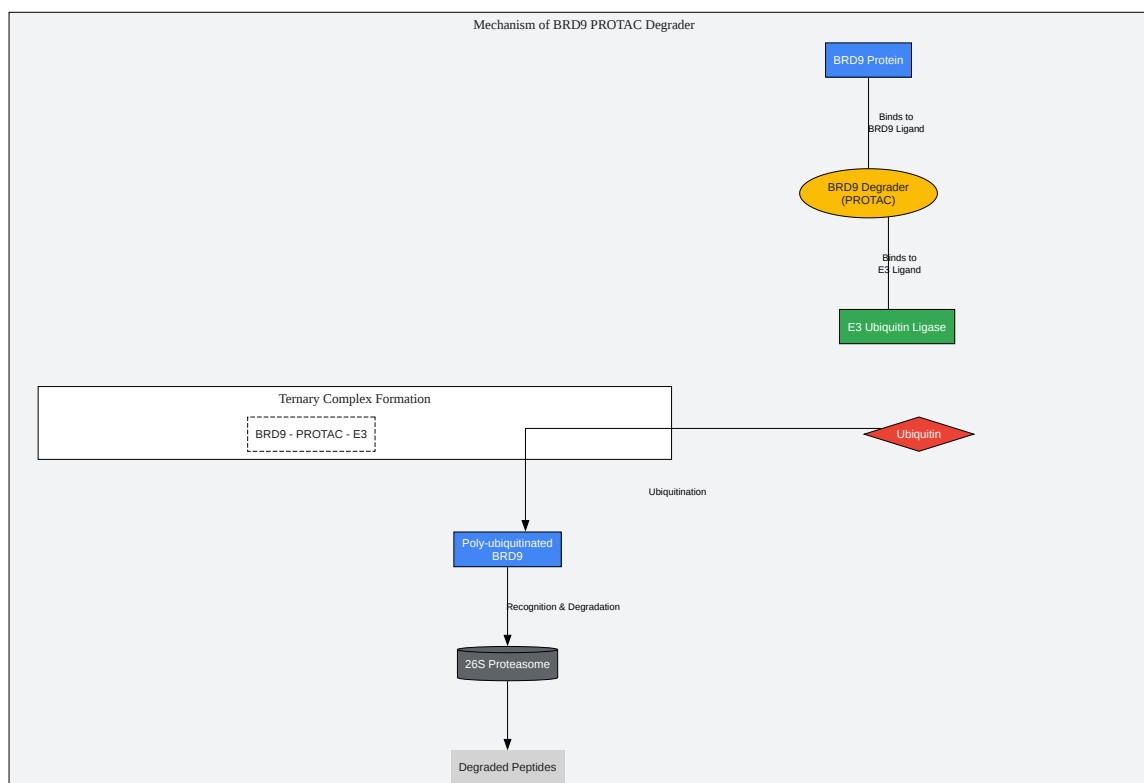 Mechanism of BRD9 PROTAC Degrader
BRD9 Protein
Binds to
BRD9 Ligand
BRD9 Degrader
(PROTAC)
Binds to
E3 Ligand
E3 Ubiquitin Ligase
Ternary Complex Formation
BRD9 - PROTAC - E3
Ubiquitin
Ubiquitination
Poly-ubiquitinated
BRD9
Recognition & Degradation
26S Proteasome
Degraded Peptides